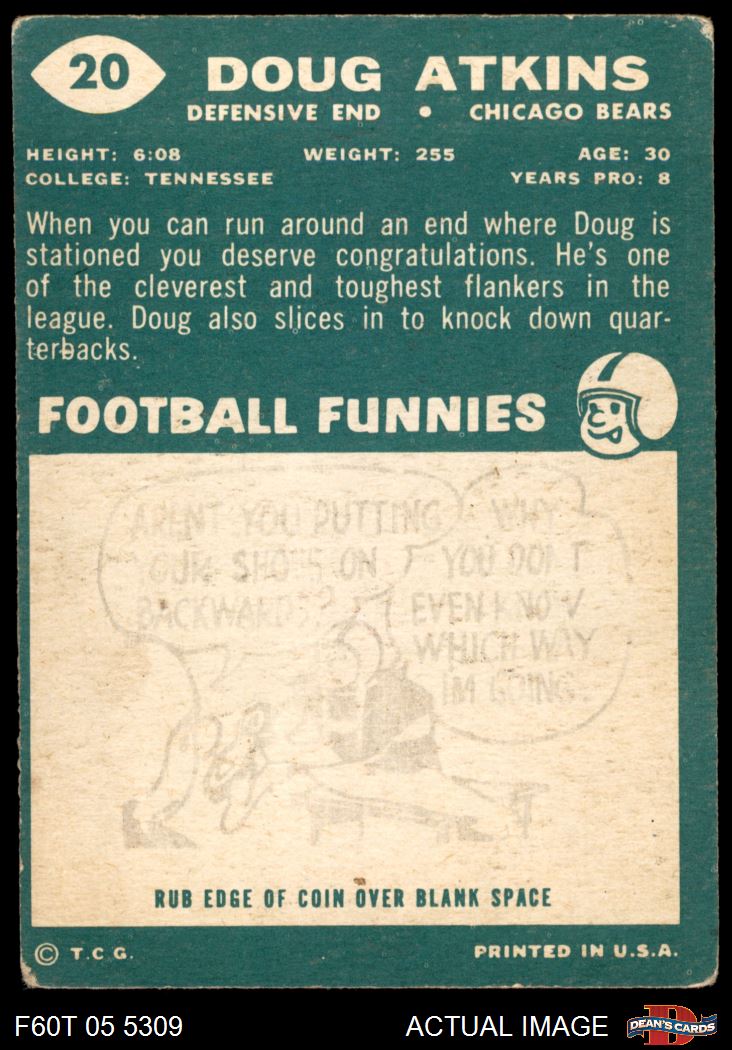 20
DOUG ATKINS
DEFENSIVE END • CHICAGO BEARS
HEIGHT: 6:08 WEIGHT: 255 AGE: 30
COLLEGE: TENNESSEE YEARS PRO: 8
When you can run around an end where Doug is
stationed you deserve congratulations. He's one
of the cleverest and toughest flankers in the
league. Doug also slices in to knock down quar-
terbacks.
FOOTBALL FUNNIES
ARENT YOU PUTTING
YOUR SHOES ON
BACKWARDS?
WHY
YOU DON'T
EVEN KNOW
WHICH WAY
IM GOING
RUB EDGE OF COIN OVER BLANK SPACE
© T.C.G. PRINTED IN U.S.A.
F60T 05 5309 ACTUAL IMAGE DEAN'S CARDS